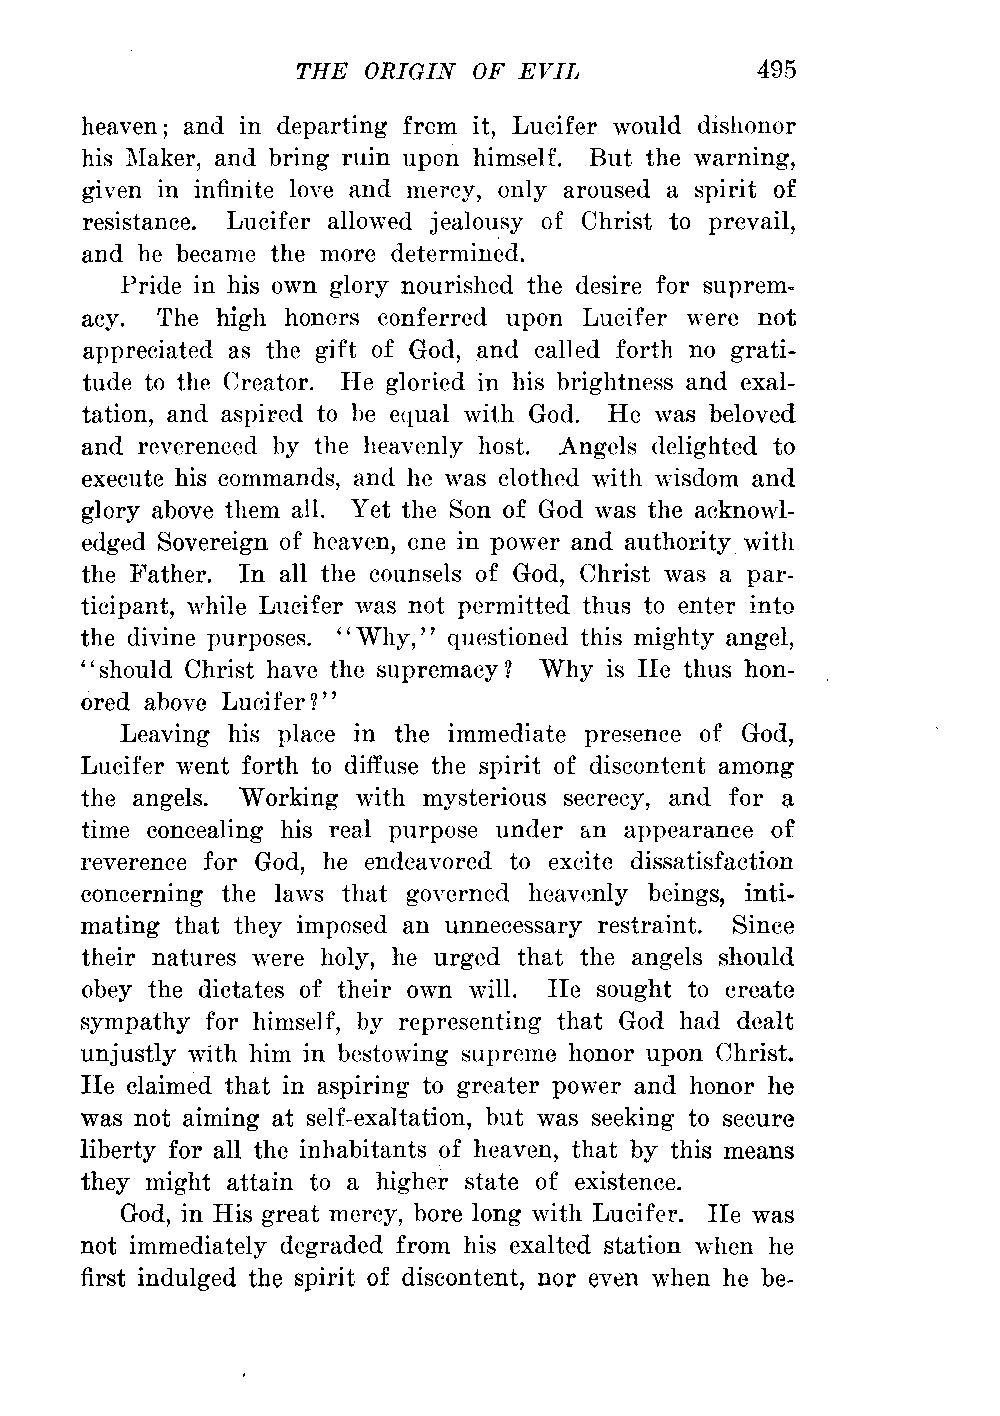 THE ORIGIN OF EVIL 495
heaven; and in departing from it, Lucifer would dishonor
his Maker, and bring ruin upon himself. But the warning,
given in infinite love and mercy, only aroused a spirit of
resistance. Lucifer allowed jealousy of Christ to prevail,
and he became the more determined.
Pride in his own glory nourished the desire for suprem-
acy. The high honors conferred upon Lucifer were not
appreciated as the gift of God, and called forth no grati-
tude to the Creator. He gloried in his brightness and exal-
tation, and aspired to be equal with God. He was beloved
and reverenced by the heavenly host. Angels delighted to
execute his commands, and he was clothed with wisdom and
glory above them all. Yet the Son of God was the acknowl-
edged Sovereign of heaven, one in power and authority with
the Father. In all the counsels of God, Christ was a par-
ticipant, while Lucifer was not permitted thus to enter into
the divine purposes. "Why," questioned this mighty angel,
"should Christ have the supremacy? Why is He thus hon-
ored above Lucifer?"
Leaving his place in the immediate presence of God,
Lucifer went forth to diffuse the spirit of discontent among
the angels. Working with mysterious secrecy, and for a
time concealing his real purpose under an appearance of
reverence for God, he endeavored to excite dissatisfaction
concerning the laws that governed heavenly beings, inti-
mating that they imposed an unnecessary restraint. Since
their natures were holy, he urged that the angels should
obey the dictates of their own will. He sought to create
sympathy for himself, by representing that God had dealt
unjustly with him in bestowing supreme honor upon Christ.
He claimed that in aspiring to greater power and honor he
was not aiming at self-exaltation, but was seeking to secure
liberty for all the inhabitants of heaven, that by this means
they might attain to a higher state of existence.
God, in His great mercy, bore long with Lucifer. He was
not immediately degraded from his exalted station when he
first indulged the spirit of discontent, nor even when he be-